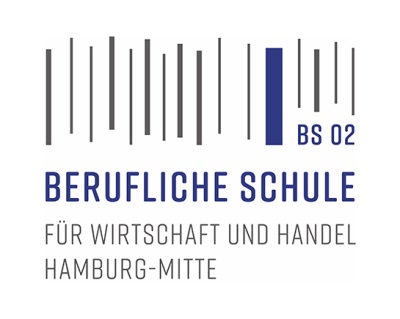 BS 02
BERUFLICHE SCHULE
FÜR WIRTSCHAFT UND HANDEL
HAMBURG-MITTE